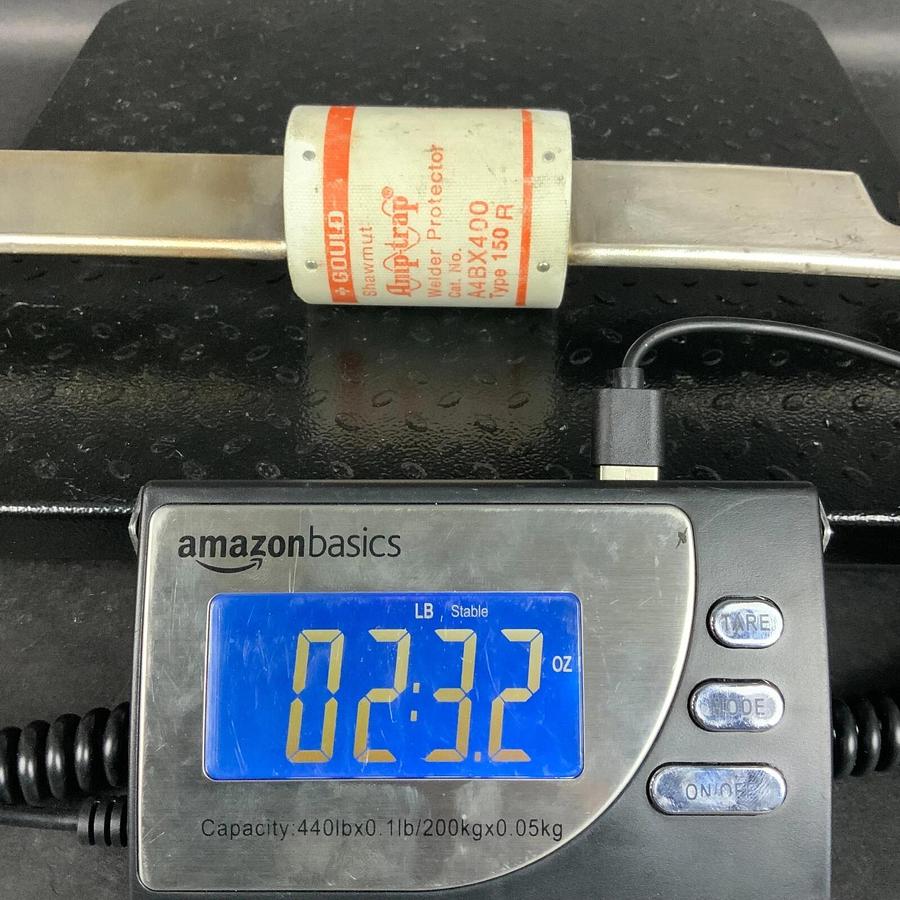 GOULD
Shawmut
Amp-trap®
Welder Protector
Cat. No.
A4BX400
Type 150 R
amazonbasics
LB Stable
02:3.2 OZ
TARE
MODE
ON/OFF
Capacity:440lbx0.1lb/200kgx0.05kg